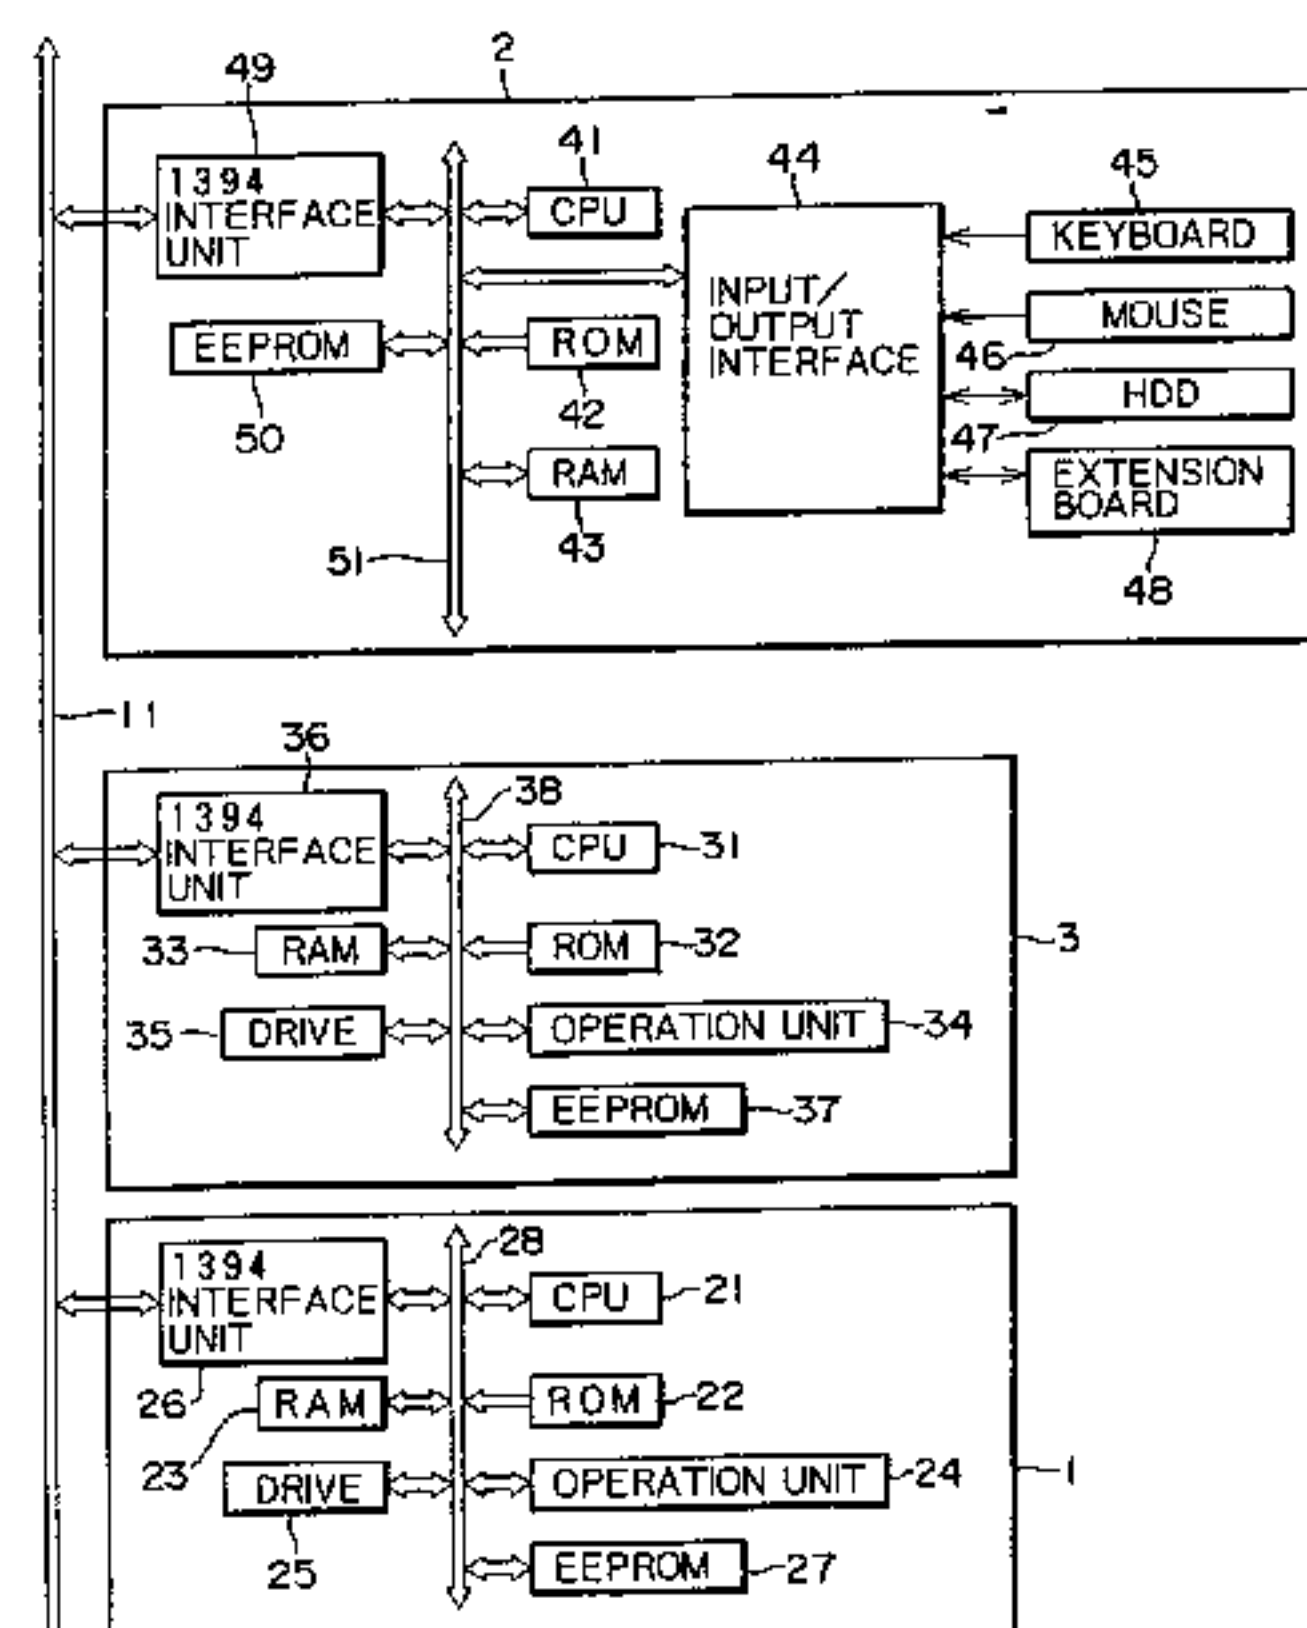 2
49
41
44
45
1394
INTERFACE
UNIT
CPU
KEYBOARD
INPUT/
OUTPUT
INTERFACE
MOUSE
46
EEPROM
ROM
50
42
HDD
47
RAM
43
EXTENSION
BOARD
48
51
11
36
38
1394
INTERFACE
UNIT
CPU
31
33
RAM
ROM
32
3
35
DRIVE
OPERATION UNIT
34
EEPROM
37
28
1394
INTERFACE
UNIT
CPU
21
26
RAM
ROM
22
23
DRIVE
OPERATION UNIT
24
1
25
EEPROM
27